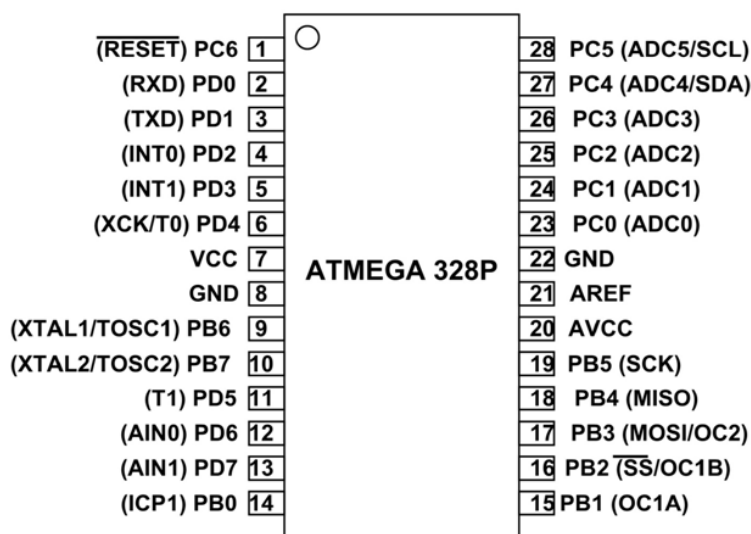 (RESET) PC6 1
(RXD) PD0 2
(TXD) PD1 3
(INT0) PD2 4
(INT1) PD3 5
(XCK/T0) PD4 6
VCC 7
GND 8
(XTAL1/TOSC1) PB6 9
(XTAL2/TOSC2) PB7 10
(T1) PD5 11
(AIN0) PD6 12
(AIN1) PD7 13
(ICP1) PB0 14
ATMEGA 328P
28 PC5 (ADC5/SCL)
27 PC4 (ADC4/SDA)
26 PC3 (ADC3)
25 PC2 (ADC2)
24 PC1 (ADC1)
23 PC0 (ADC0)
22 GND
21 AREF
20 AVCC
19 PB5 (SCK)
18 PB4 (MISO)
17 PB3 (MOSI/OC2)
16 PB2 (SS/OC1B)
15 PB1 (OC1A)